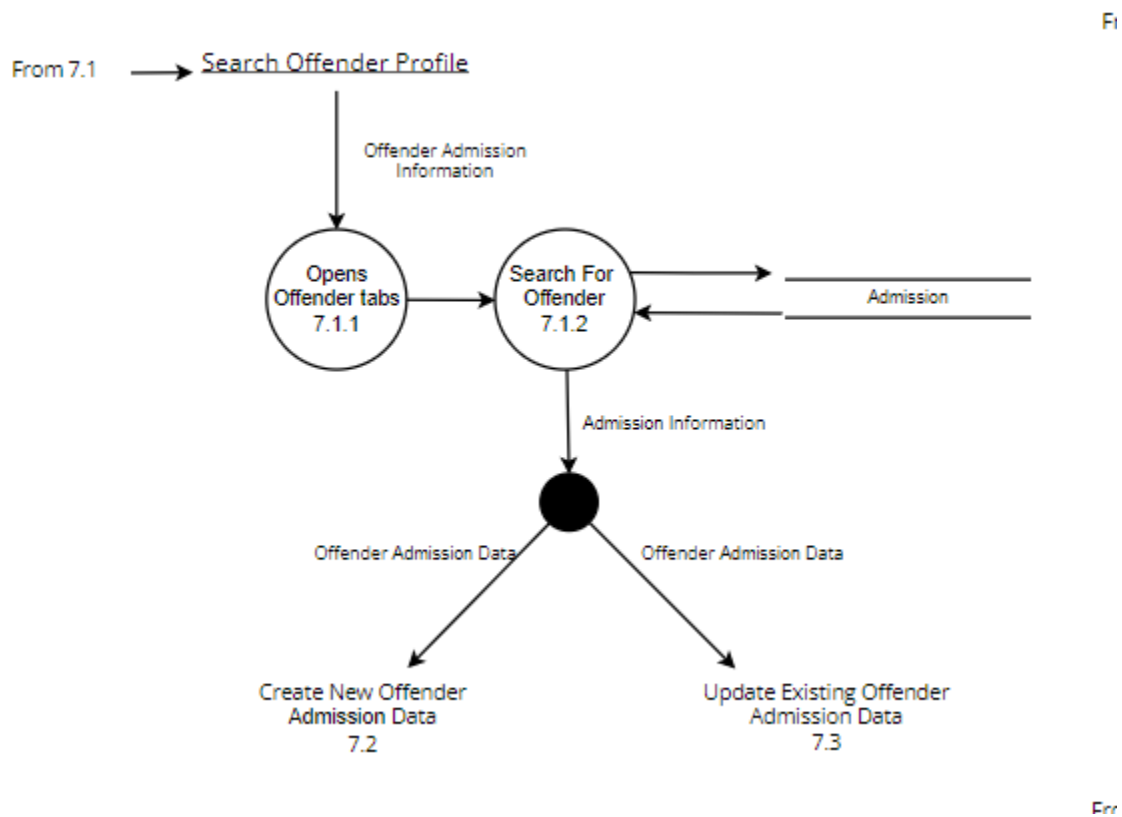 From 7.1
Search Offender Profile
Offender Admission
Information
Opens
Offender tabs
7.1.1
Search For
Offender
7.1.2
Admission
Admission Information
Offender Admission Data
Offender Admission Data
Create New Offender
Admission Data
7.2
Update Existing Offender
Admission Data
7.3